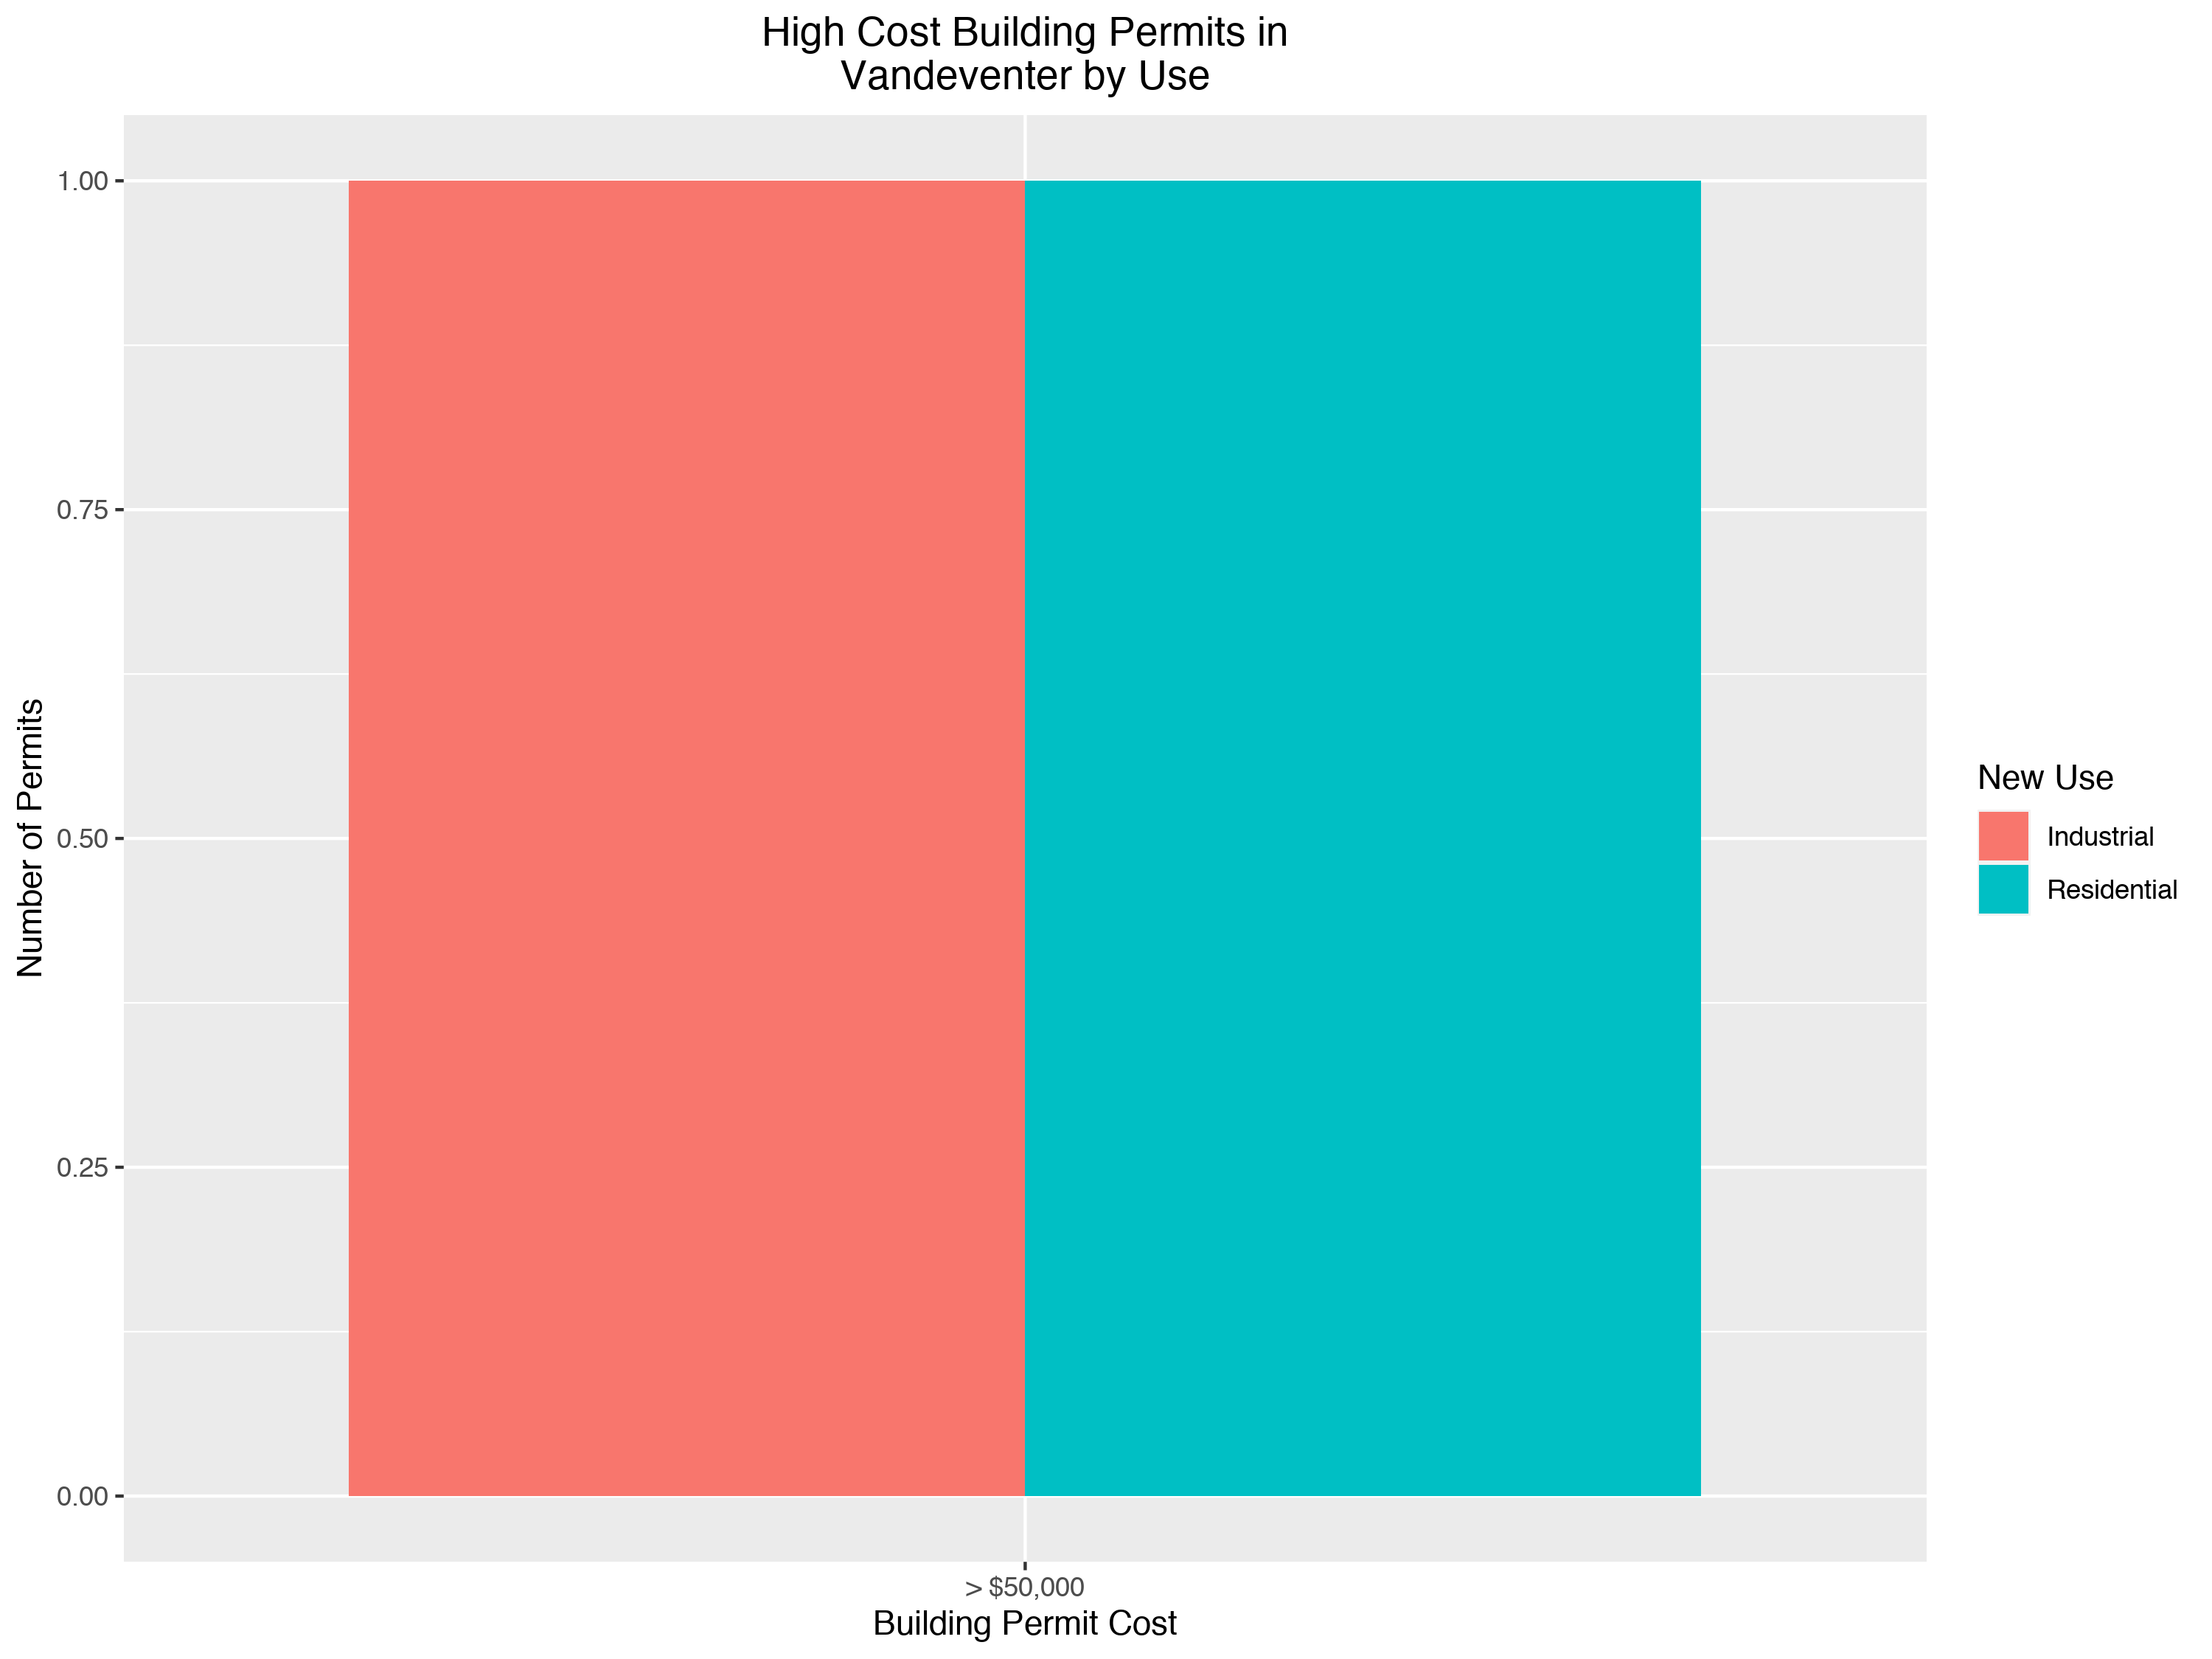 High Cost Building Permits in
Vandeventer by Use
1.00
0.75
0.50
0.25
0.00
Number of Permits
> $50,000
Building Permit Cost
New Use
Industrial
Residential